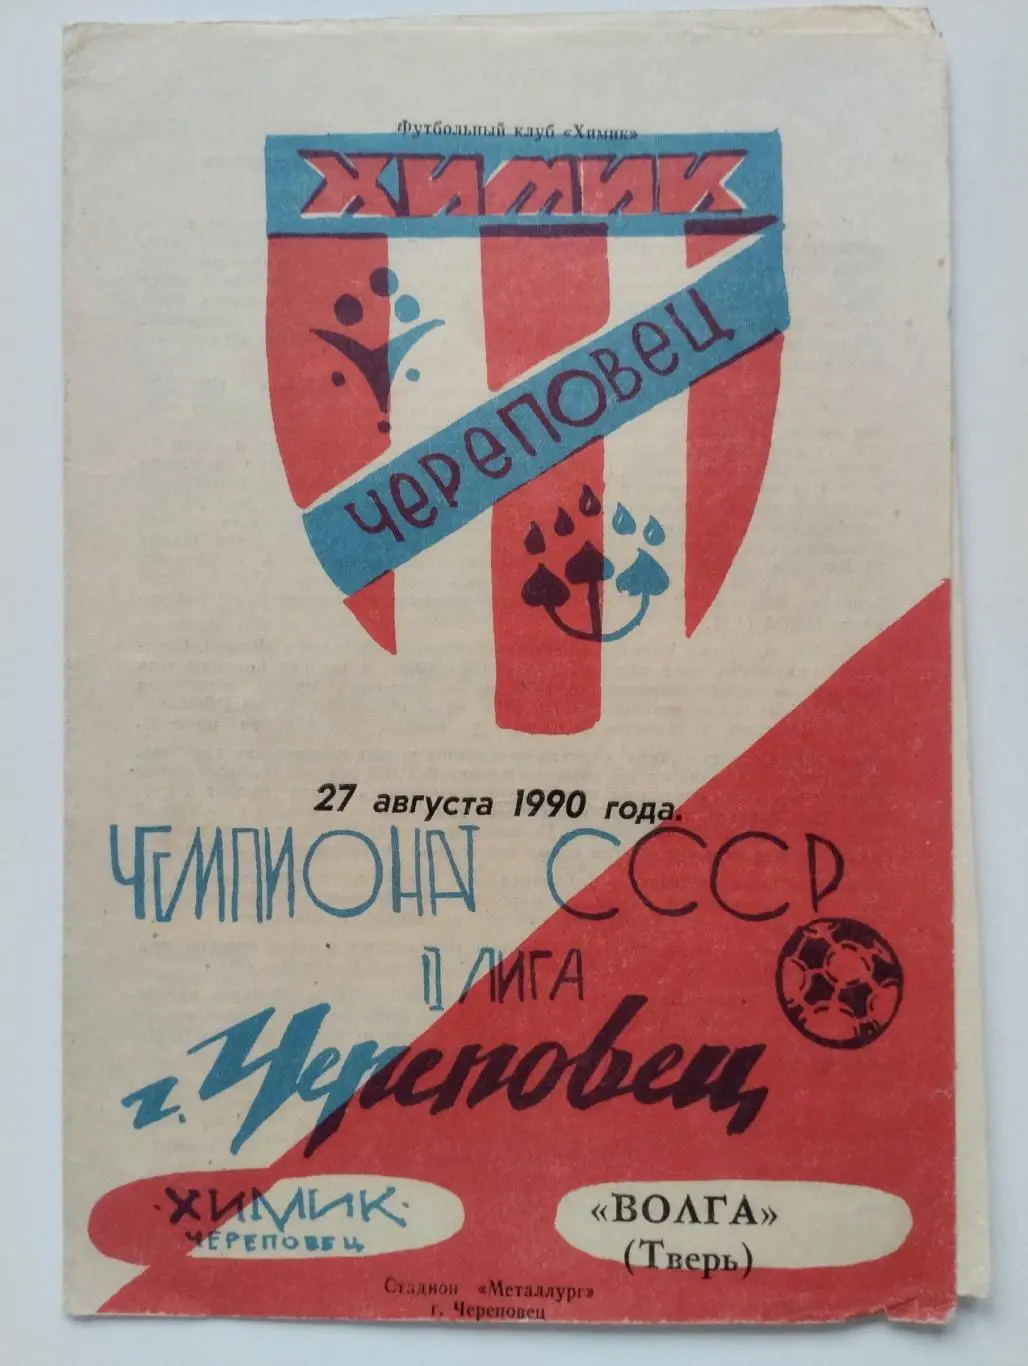 Футбольный клуб «Химик»
ХИМИК
ЧЕРЕПОВЕЦ
27 августа 1990 года.
ЧЕМПИОНАТ СССР
II ЛИГА
г. Череповец
·ХИМИК·
ЧЕРЕПОВЕЦ
«ВОЛГА»
(Тверь)
Стадион «Металлург»
г. Череповец